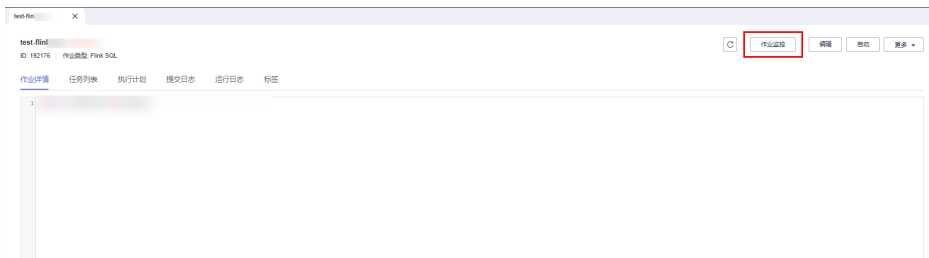 test-flin
test-flinl
作业监控 编辑 启动 更多
ID: 192176 作业类型: Flink SQL
作业详情 任务列表 执行计划 提交日志 运行日志 标签
1